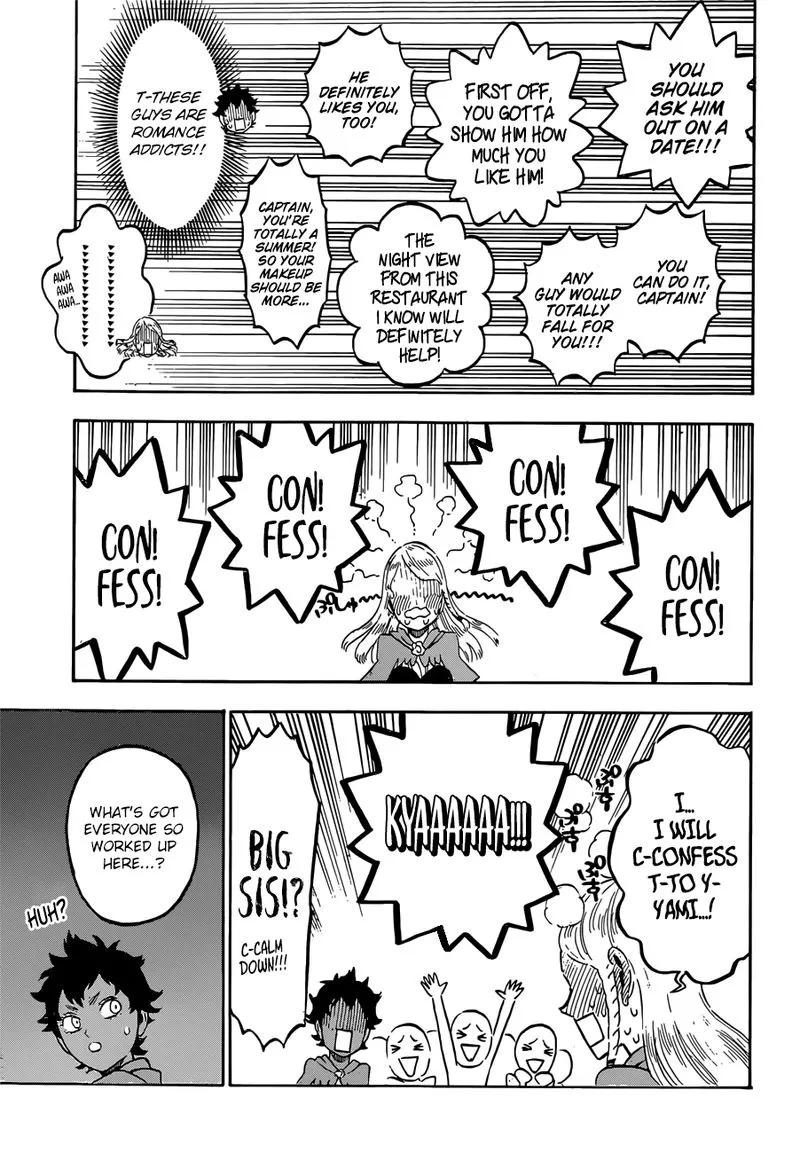 YOU
SHOULD
ASK HIM
OUT ON A
DATE!!!
FIRST OFF,
YOU GOTTA
SHOW HIM HOW
MUCH YOU
LIKE HIM!
HE
DEFINITELY
LIKES YOU,
TOO!
T-THESE
GUYS ARE
ROMANCE
ADDICTS!!
YOU
CAN DO IT,
CAPTAIN!
ANY
GUY WOULD
TOTALLY
FALL FOR
YOU!!!
THE
NIGHT VIEW
FROM THIS
RESTAURANT
I KNOW WILL
DEFINITELY
HELP!
CAPTAIN,
YOU'RE
TOTALLY A
SUMMER!
SO YOUR
MAKEUP
SHOULD BE
MORE...
AWA
AWA
AWA...
CON!
FESS!
CON!
FESS!
CON!
FESS!
CON!
FESS!
I...
I WILL
C-CONFESS
T-TO Y-
YAMI...!
KYAAAAAA!!!
BIG
SIS!?
C-CALM
DOWN!!!
WHAT'S GOT
EVERYONE SO
WORKED UP
HERE...?
HUH?